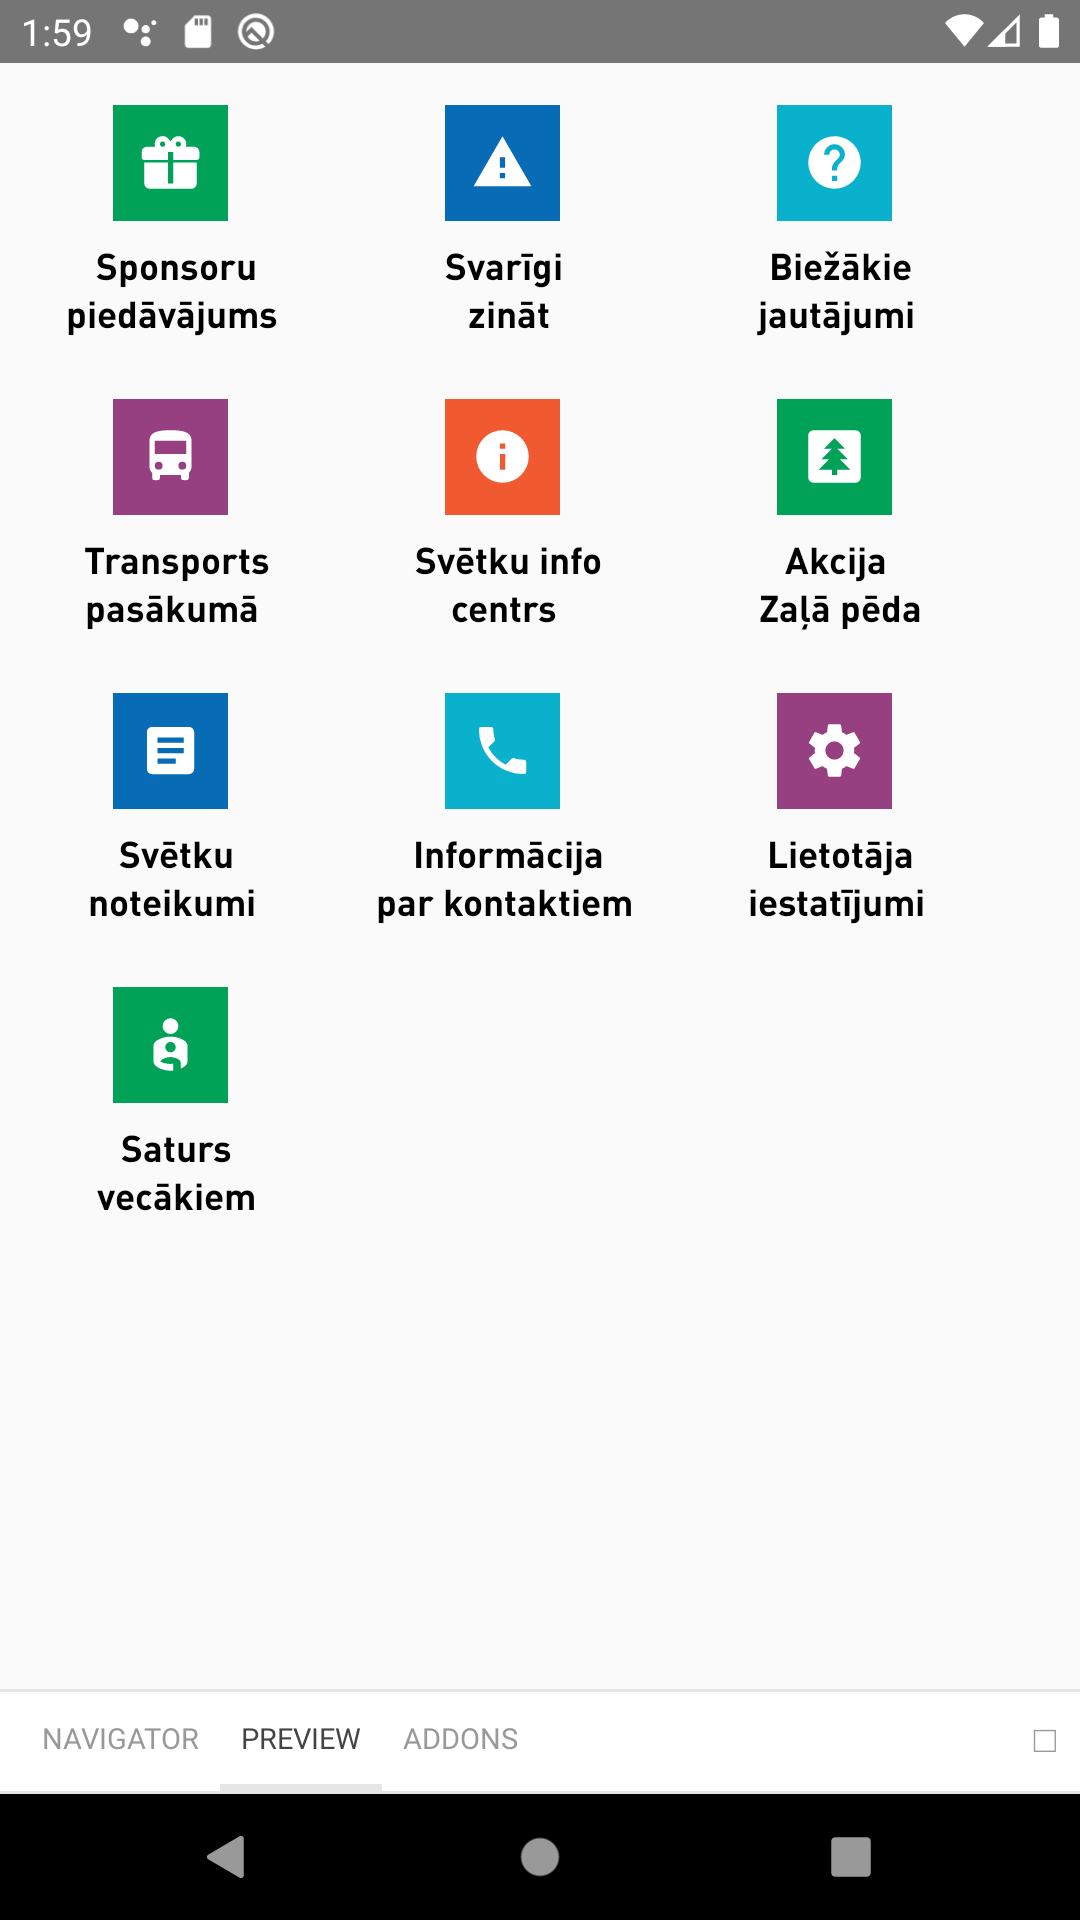 1:59
Sponsoru
piedāvājums
Svarīgi
zināt
Biežākie
jautājumi
Transports
pasākumā
Svētku info
centrs
Akcija
Zaļā pēda
Svētku
noteikumi
Informācija
par kontaktiem
Lietotāja
iestatījumi
Saturs
vecākiem
NAVIGATOR
PREVIEW
ADDONS